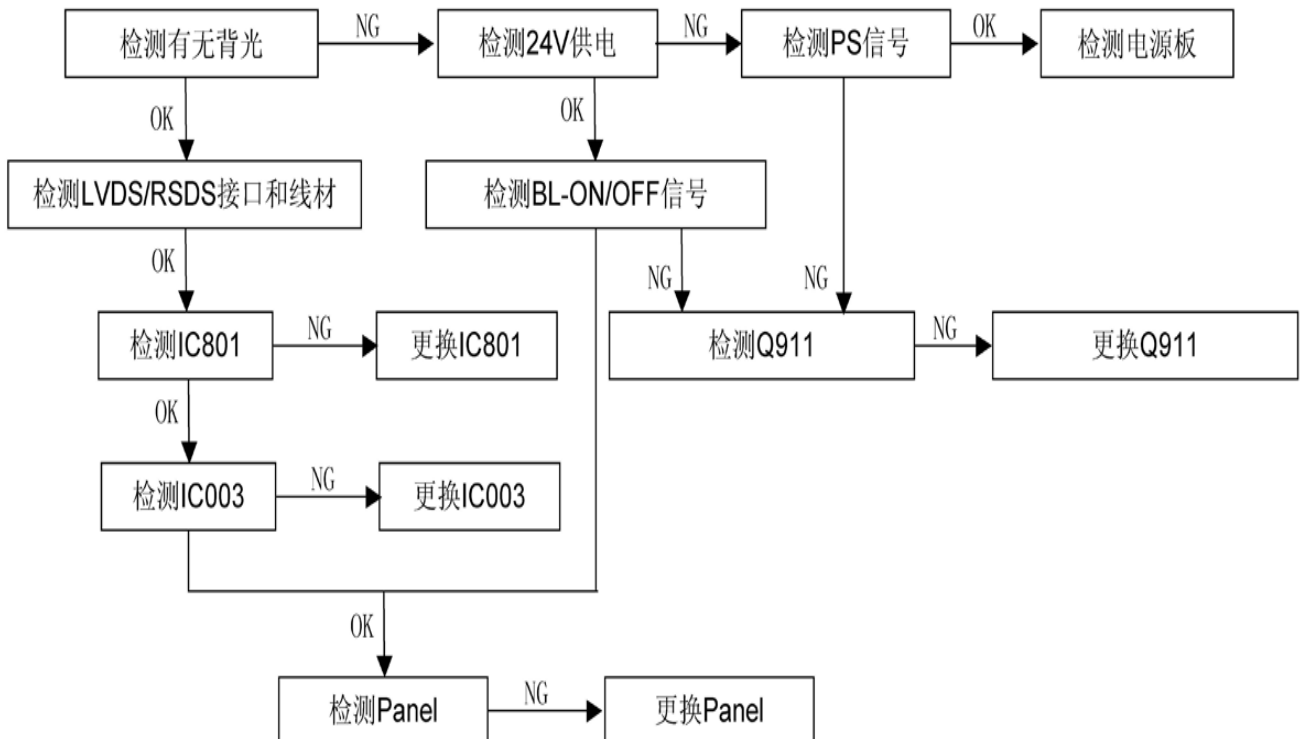 检测有无背光
NG
检测24V供电
NG
检测PS信号
OK
检测电源板
OK
OK
检测LVDS/RSDS接口和线材
检测BL-ON/OFF信号
OK
NG
NG
检测IC801
NG
更换IC801
检测Q911
NG
更换Q911
OK
检测IC003
NG
更换IC003
OK
检测Panel
NG
更换Panel